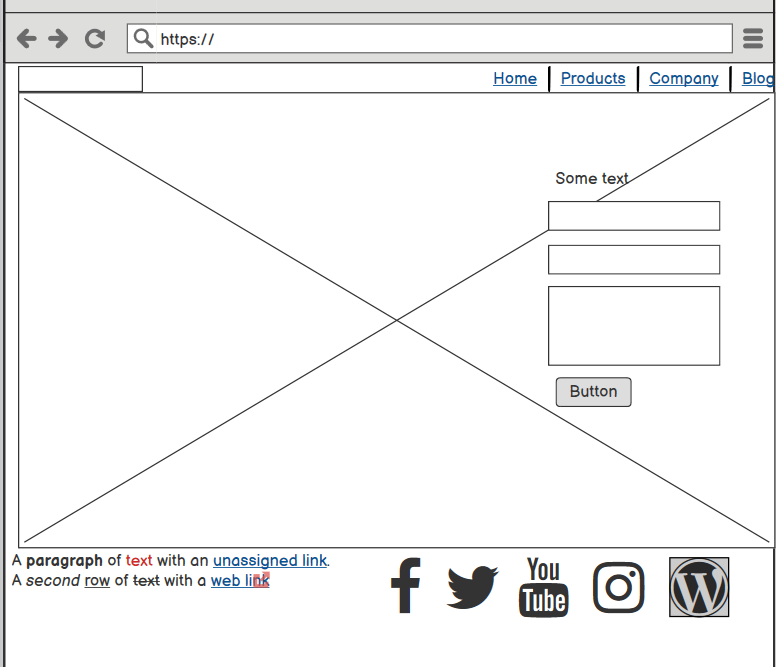 https://
Home Products Company Blog
Some text
Button
A paragraph of text with an unassigned link.
A second row of text with a web link
You
Tube